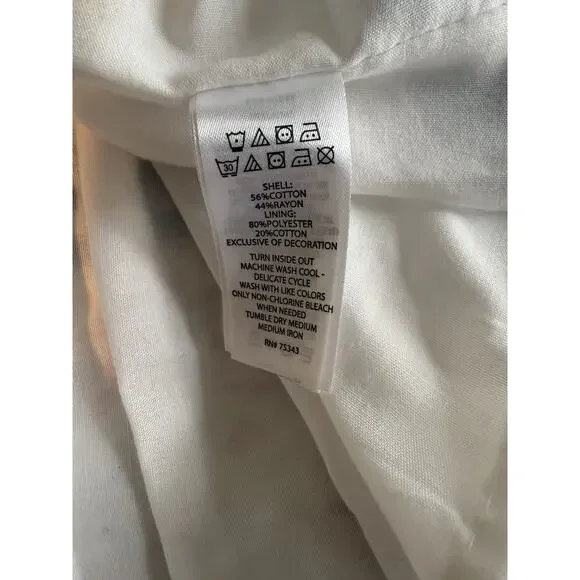 30
SHELL:
56%COTTON
44%RAYON
LINING:
80%POLYESTER
20%COTTON
EXCLUSIVE OF DECORATION
TURN INSIDE OUT
MACHINE WASH COOL -
DELICATE CYCLE
WASH WITH LIKE COLORS
ONLY NON-CHLORINE BLEACH
WHEN NEEDED
TUMBLE DRY MEDIUM
MEDIUM IRON
RN# 75343